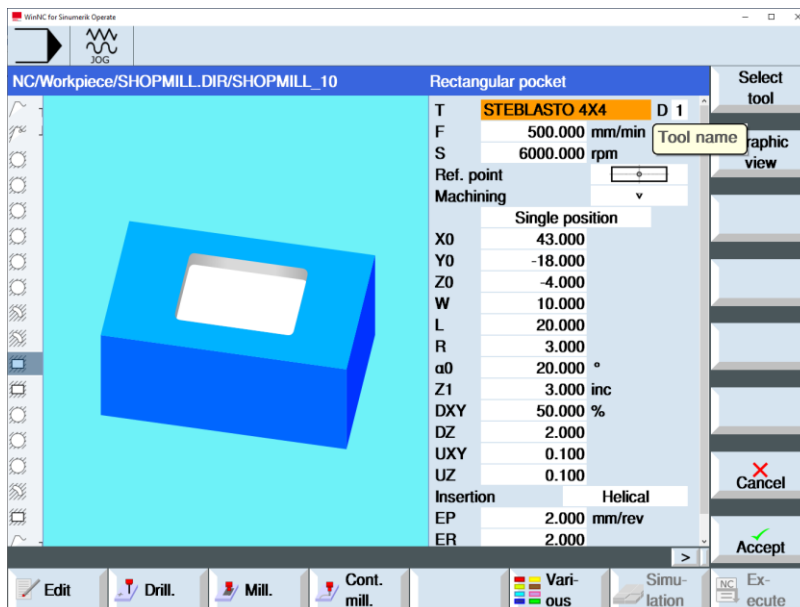 WinNC for Sinumerik Operate
JOG
NC/Workpiece/SHOPMILL.DIR/SHOPMILL_10
Rectangular pocket
Select
tool
T STEBLASTO 4X4 D 1
F 500.000 mm/min
Tool name
raphic
view
S 6000.000 rpm
Ref. point
Machining v
Single position
X0 43.000
Y0 -18.000
Z0 -4.000
W 10.000
L 20.000
R 3.000
α0 20.000 °
Z1 3.000 inc
DXY 50.000 %
DZ 2.000
UXY 0.100
UZ 0.100
Insertion Helical
EP 2.000 mm/rev
ER 2.000
Cancel
Accept
>
Edit
Drill.
Mill.
Cont.
mill.
Vari-
ous
Simu-
lation
NC
Ex-
ecute